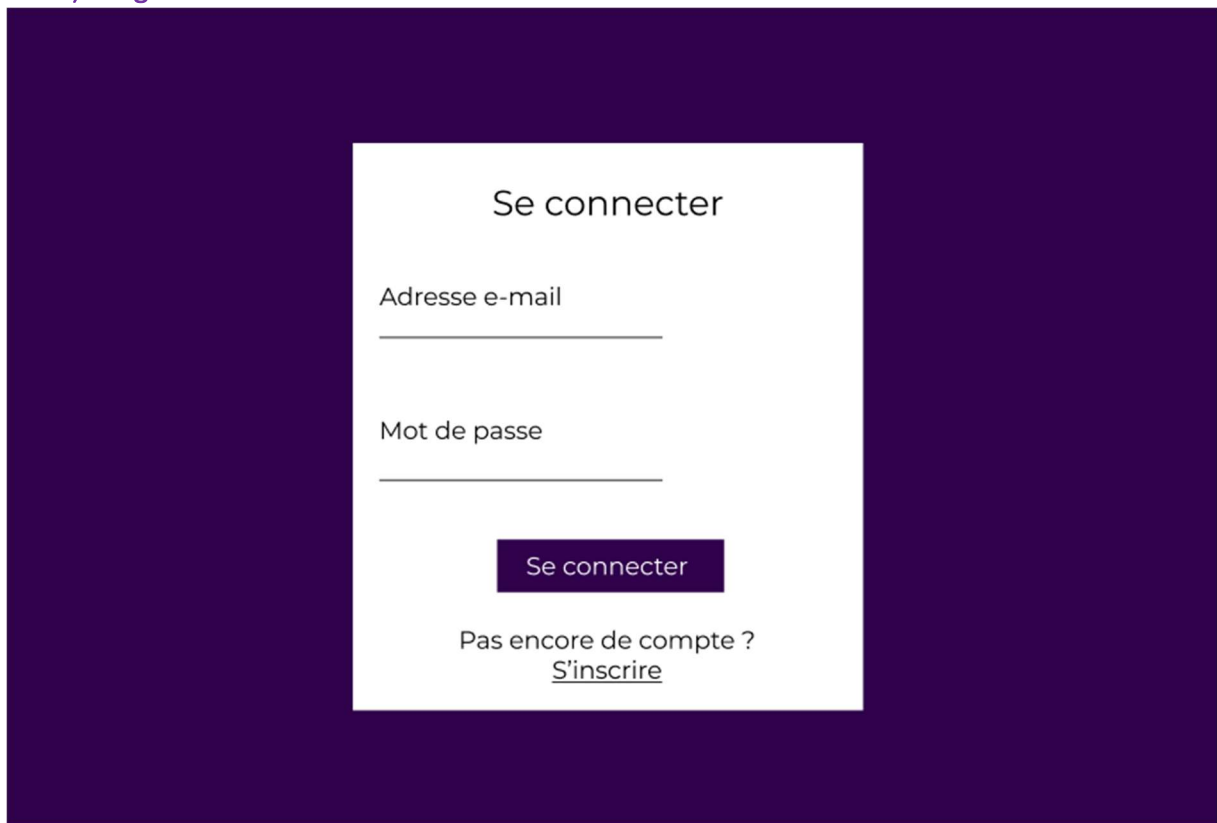 Se connecter
Adresse e-mail
Mot de passe
Se connecter
Pas encore de compte ?
S’inscrire